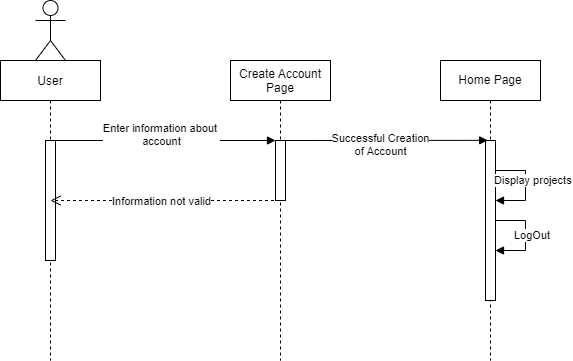 User
Create Account
Page
Home Page
Enter information about
account
Successful Creation
of Account
Display projects
Information not valid
LogOut